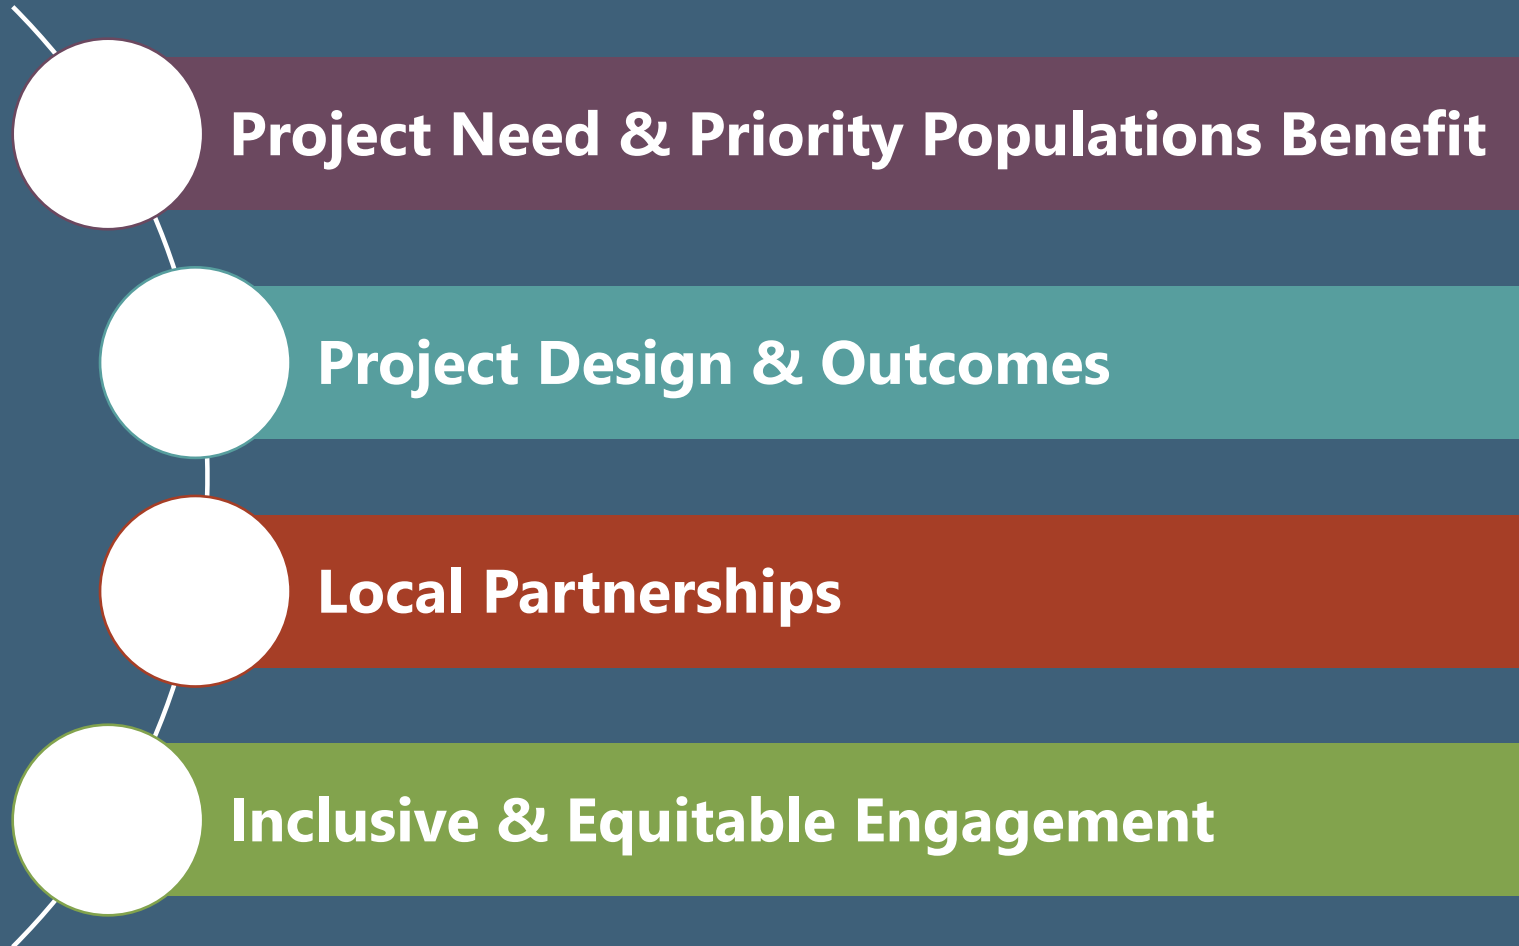 Project Need & Priority Populations Benefit
Project Design & Outcomes
Local Partnerships
Inclusive & Equitable Engagement